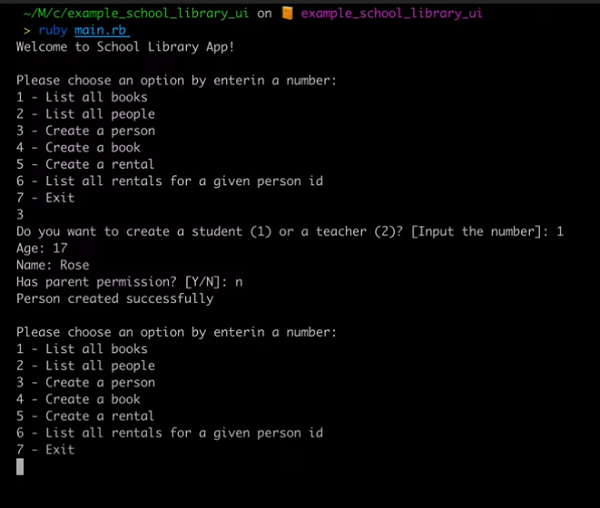 ~/M/c/example_school_library_ui on example_school_library_ui
> ruby main.rb
Welcome to School Library App!
Please choose an option by enterin a number:
1 - List all books
2 - List all people
3 - Create a person
4 - Create a book
5 - Create a rental
6 - List all rentals for a given person id
7 - Exit
3
Do you want to create a student (1) or a teacher (2)? [Input the number]: 1
Age: 17
Name: Rose
Has parent permission? [Y/N]: n
Person created successfully
Please choose an option by enterin a number:
1 - List all books
2 - List all people
3 - Create a person
4 - Create a book
5 - Create a rental
6 - List all rentals for a given person id
7 - Exit